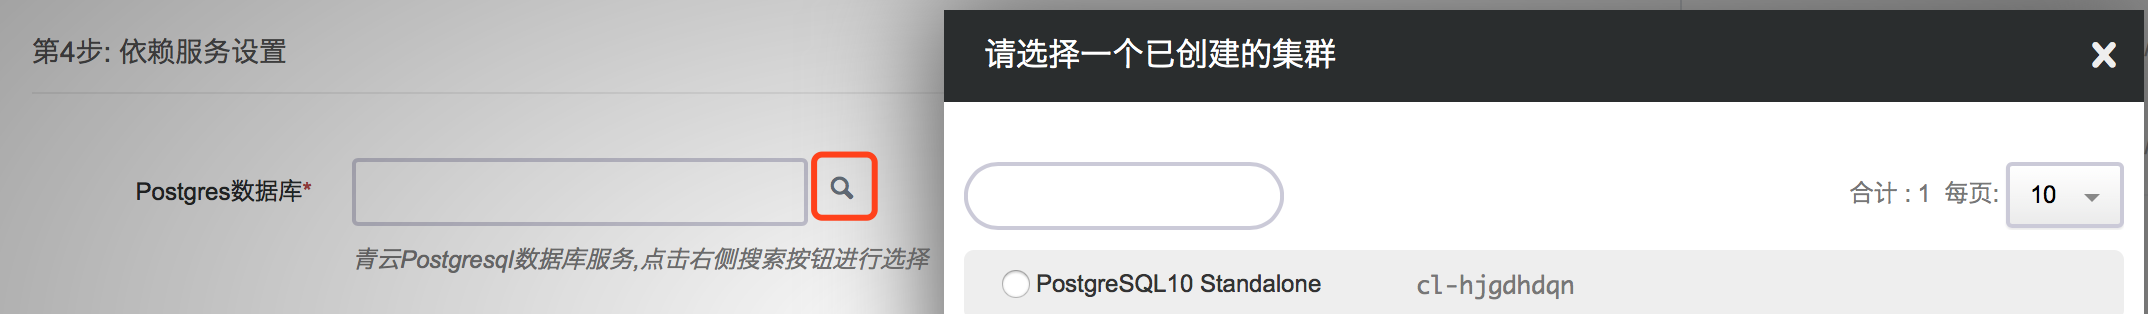 第4步: 依赖服务设置
Postgres数据库*
青云Postgresql数据库服务,点击右侧搜索按钮进行选择
请选择一个已创建的集群
合计 : 1 每页: 10
PostgreSQL10 Standalone cl-hjgdhdqn